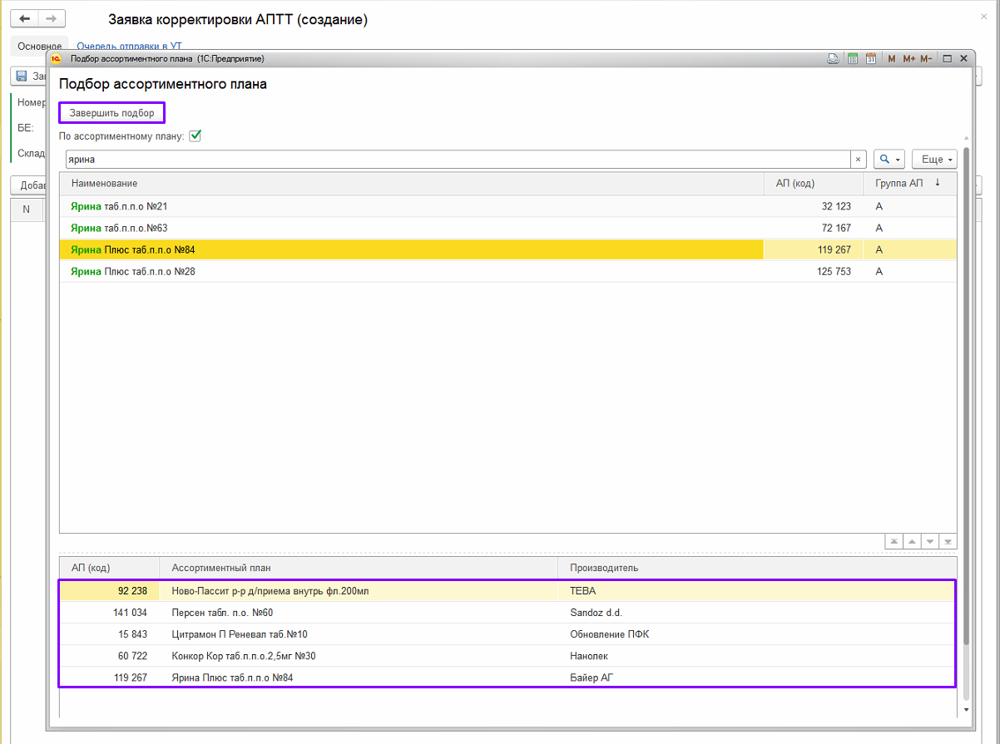 Заявка корректировки АПТТ (создание)
Основное Очередь отправки в УТ
1С Подбор ассортиментного плана (1С:Предприятие) 31 M M+ M-
Подбор ассортиментного плана
За
Номер
Завершить подбор
БЕ:
По ассортиментному плану:
Склад
ярина × Еще
Добав
Наименование АП (код) Группа АП ↓
N
Ярина таб.п.п.о №21 32 123 А
Ярина таб.п.п.о.№63 72 167 А
Ярина Плюс таб.п.п.о №84 119 267 А
Ярина Плюс таб.п.п.о №28 125 753 А
АП (код) Ассортиментный план Производитель
92 238 Ново-Пассит р-р д/приема внутрь фл.200мл ТЕВА
141 034 Персен табл. п.о. №60 Sandoz d.d.
15 843 Цитрамон П Реневал таб.№10 Обновление ПФК
60 722 Конкор Кор таб.п.п.о.2,5мг №30 Нанолек
119 267 Ярина Плюс таб.п.п.о №84 Байер АГ